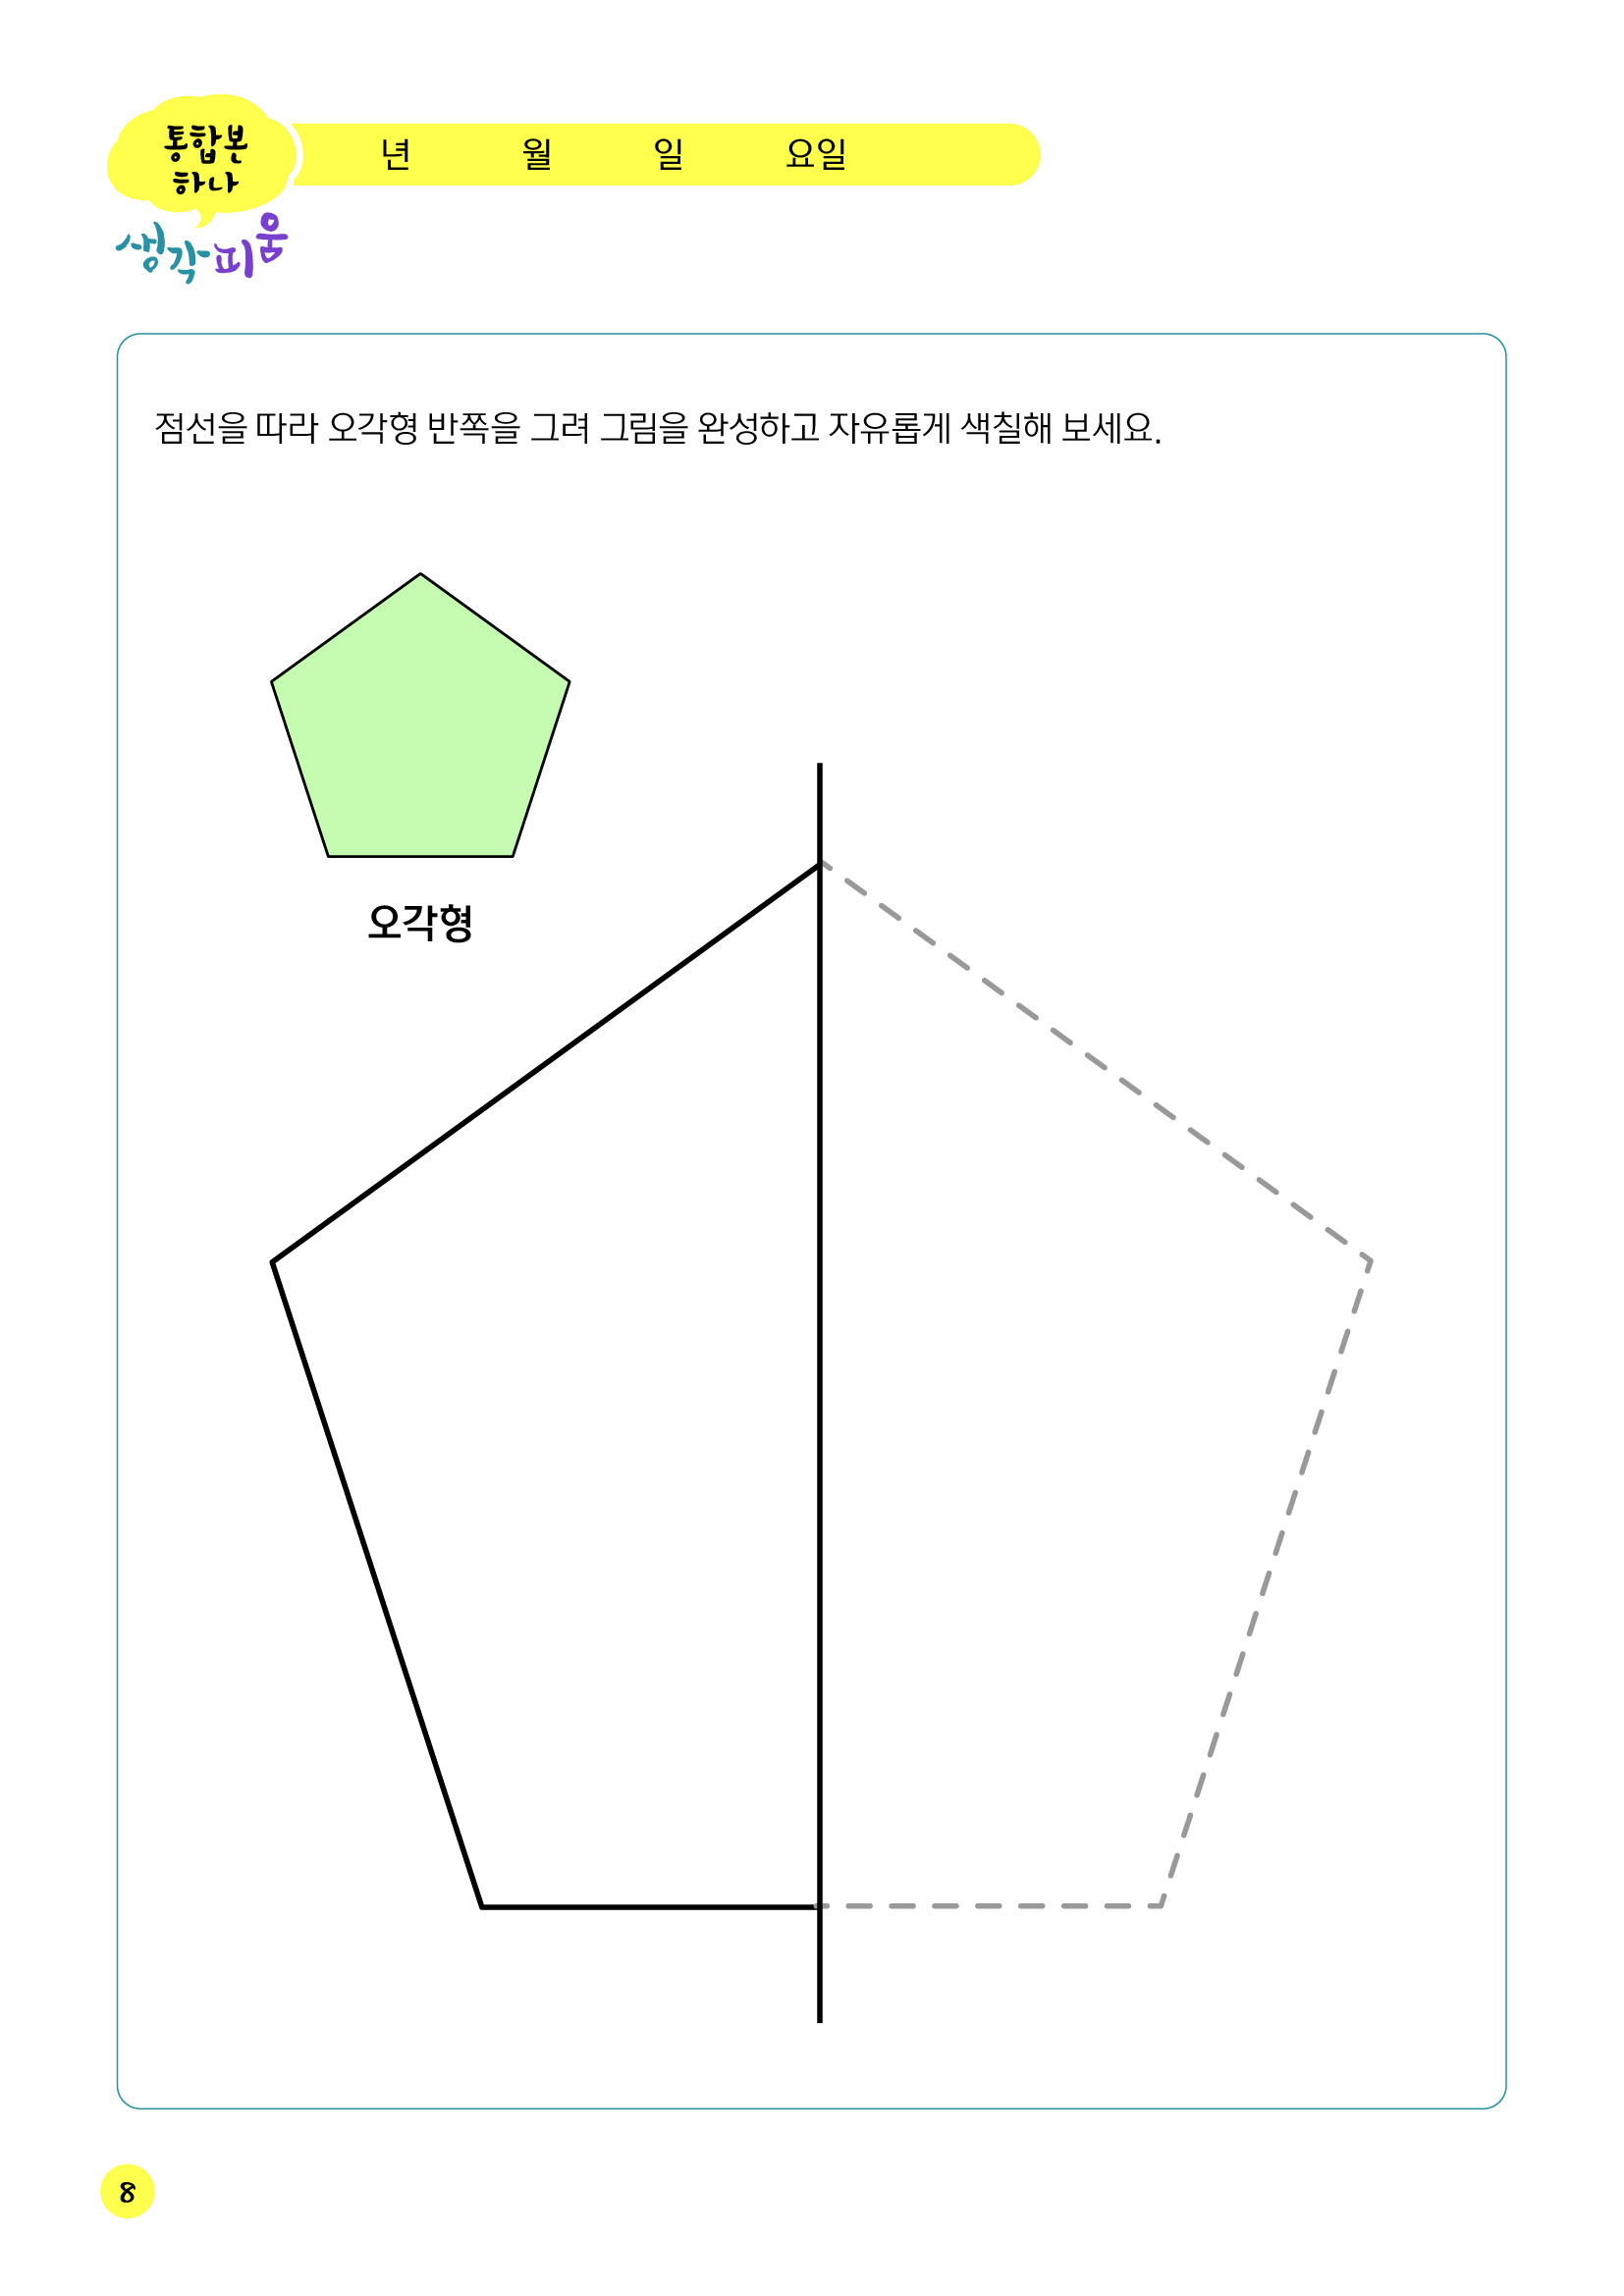 통합본
하나
년 월 일 요일
생각피움
점선을 따라 오각형 반쪽을 그려 그림을 완성하고 자유롭게 색칠해 보세요.
오각형
8